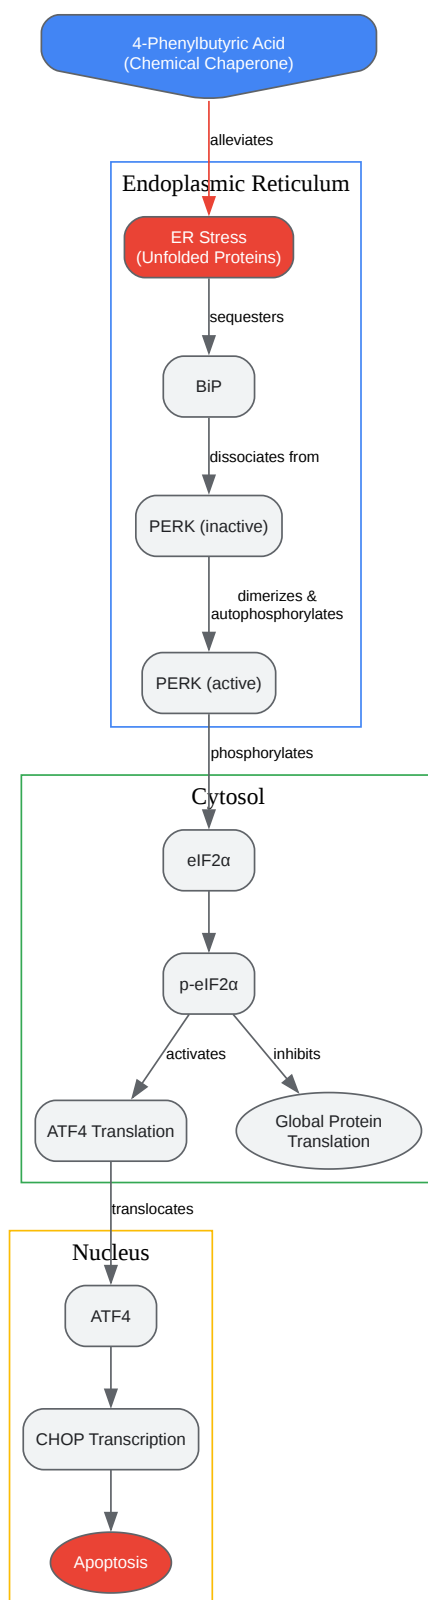 4-Phenylbutyric Acid
(Chemical Chaperone)
alleviates
Endoplasmic Reticulum
ER Stress
(Unfolded Proteins)
sequesters
BiP
dissociates from
PERK (inactive)
dimerizes &
autophosphorylates
PERK (active)
phosphorylates
Cytosol
eIF2α
p-eIF2α
activates
inhibits
ATF4 Translation
Global Protein
Translation
translocates
Nucleus
ATF4
CHOP Transcription
Apoptosis